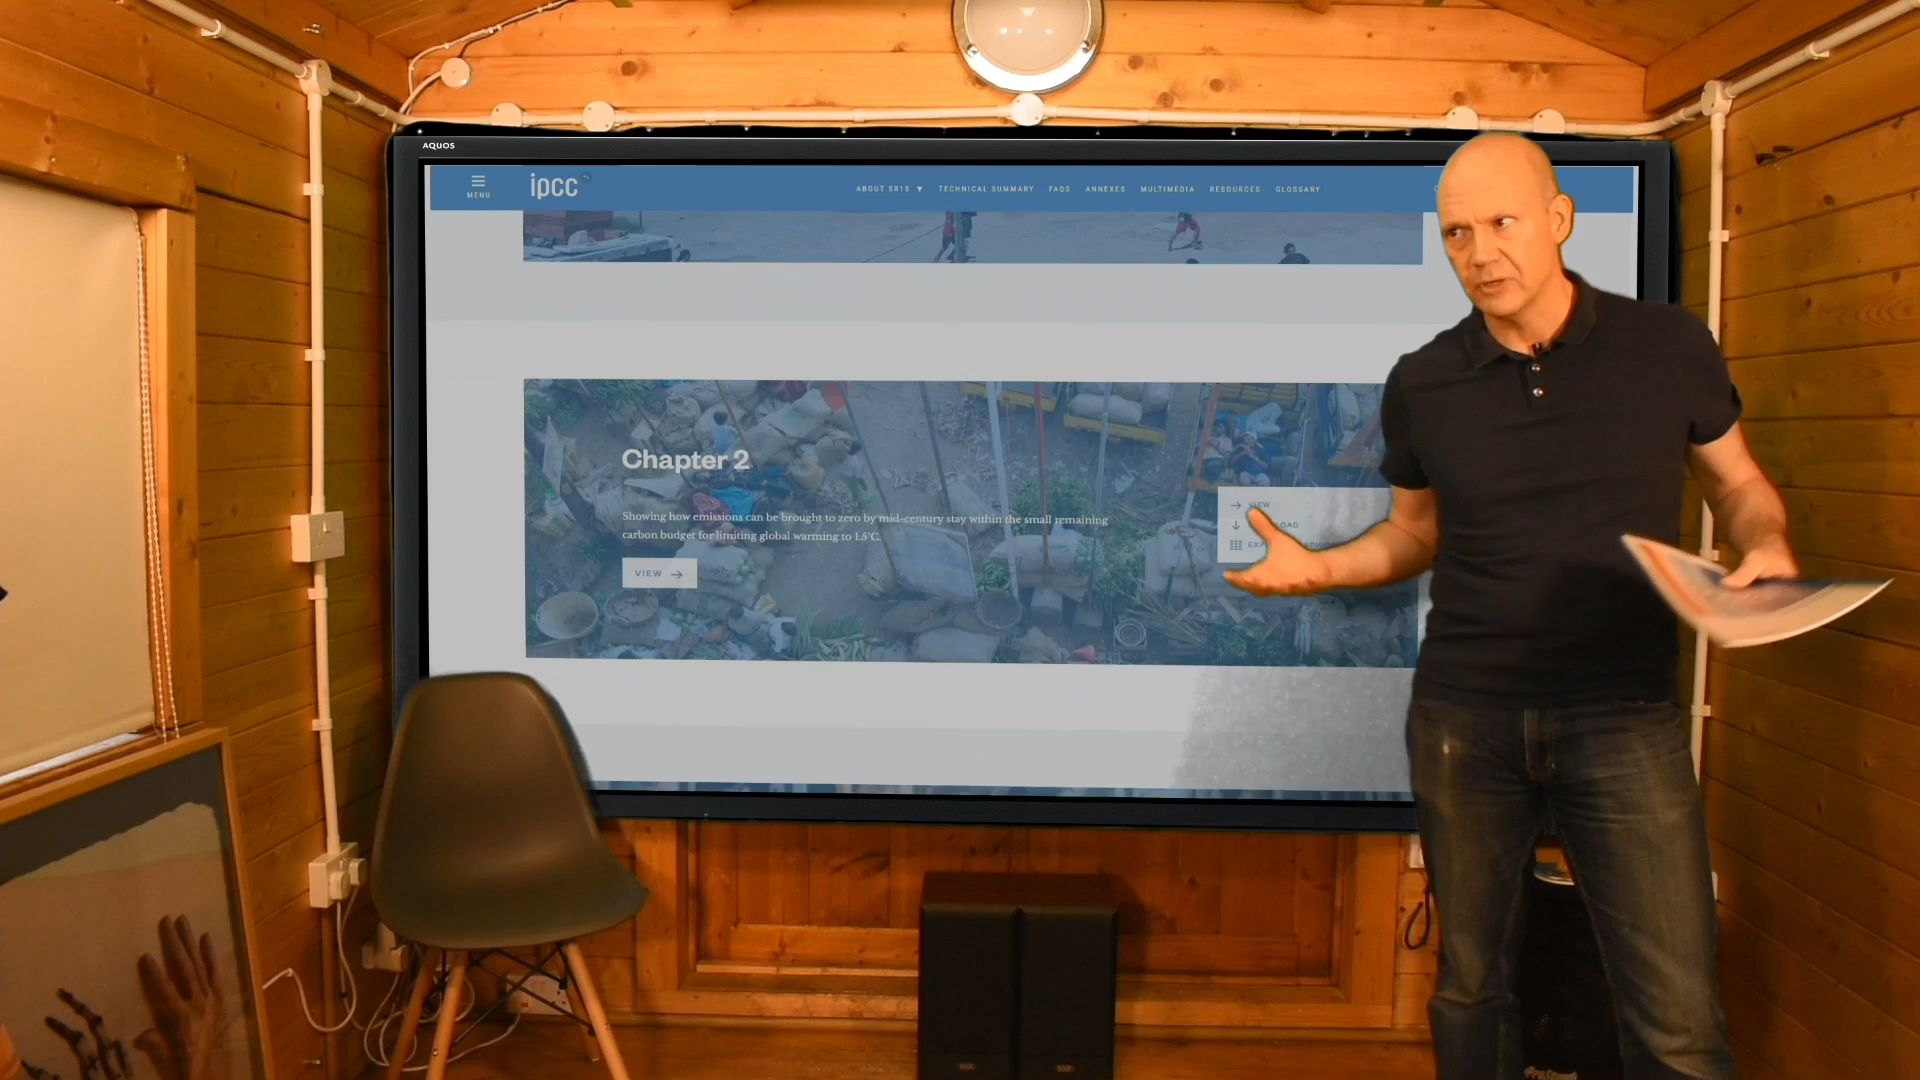 AQUOS
MENU
ipcc
ABOUT SR15 ▼ TECHNICAL SUMMARY FAQS ANNEXES MULTIMEDIA RESOURCES GLOSSARY
Chapter 2
Showing how emissions can be brought to zero by mid-century stay within the small remaining
carbon budget for limiting global warming to 1.5°C.
VIEW →
→ VIEW